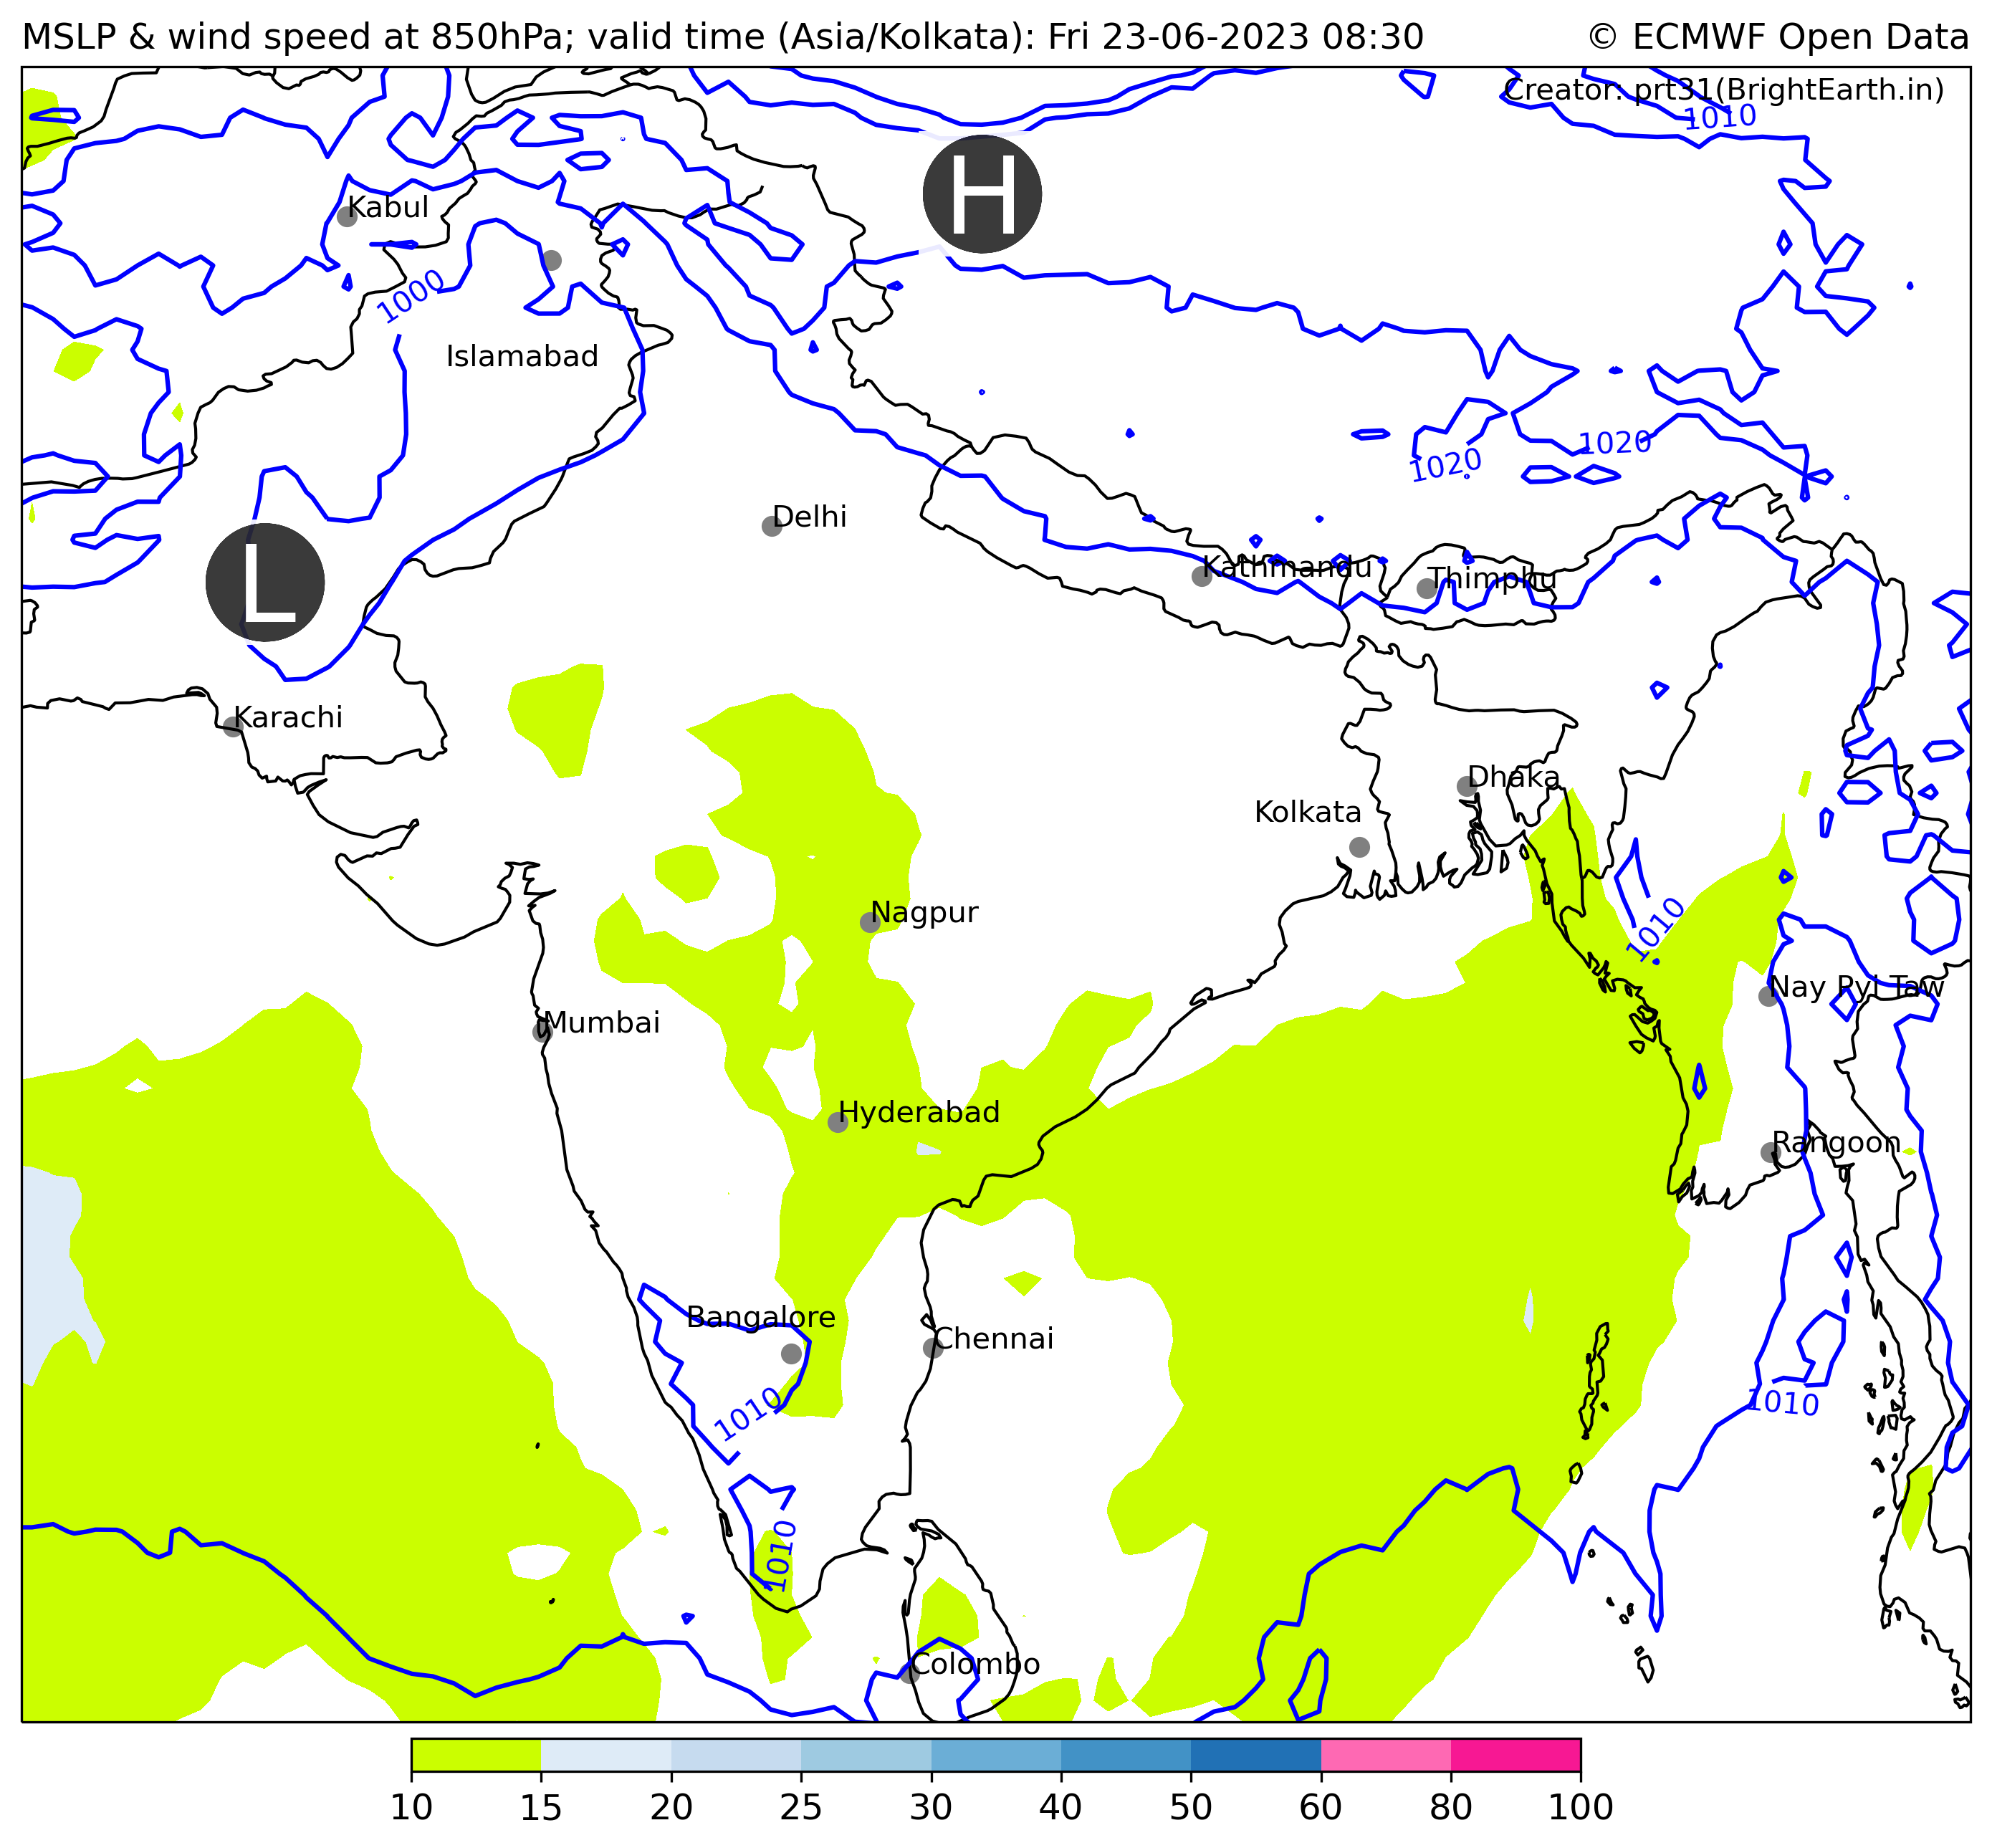 MSLP & wind speed at 850hPa; valid time (Asia/Kolkata): Fri 23-06-2023 08:30
© ECMWF Open Data
Creator: prt31(BrightEarth.in)
1010
H
Kabul
1000
Islamabad
1020
1020
Delhi
L
Kathmandu
Thimphu
Karachi
Dhaka
Kolkata
Nagpur
1010
Nay Pyi Taw
Mumbai
Hyderabad
Rangoon
Bangalore
Chennai
1010
1010
1010
Colombo
10 15 20 25 30 40 50 60 80 100